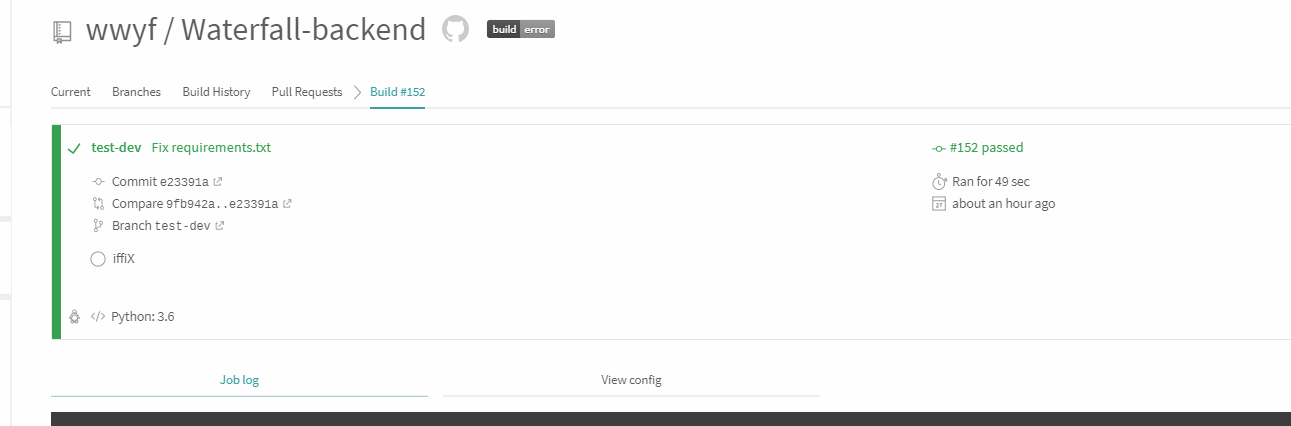 wwyf / Waterfall-backend build error
Current Branches Build History Pull Requests Build #152
test-dev Fix requirements.txt #152 passed
Commit e23391a Ran for 49 sec
Compare 9fb942a..e23391a about an hour ago
Branch test-dev
iffiX
</> Python: 3.6
Job log View config